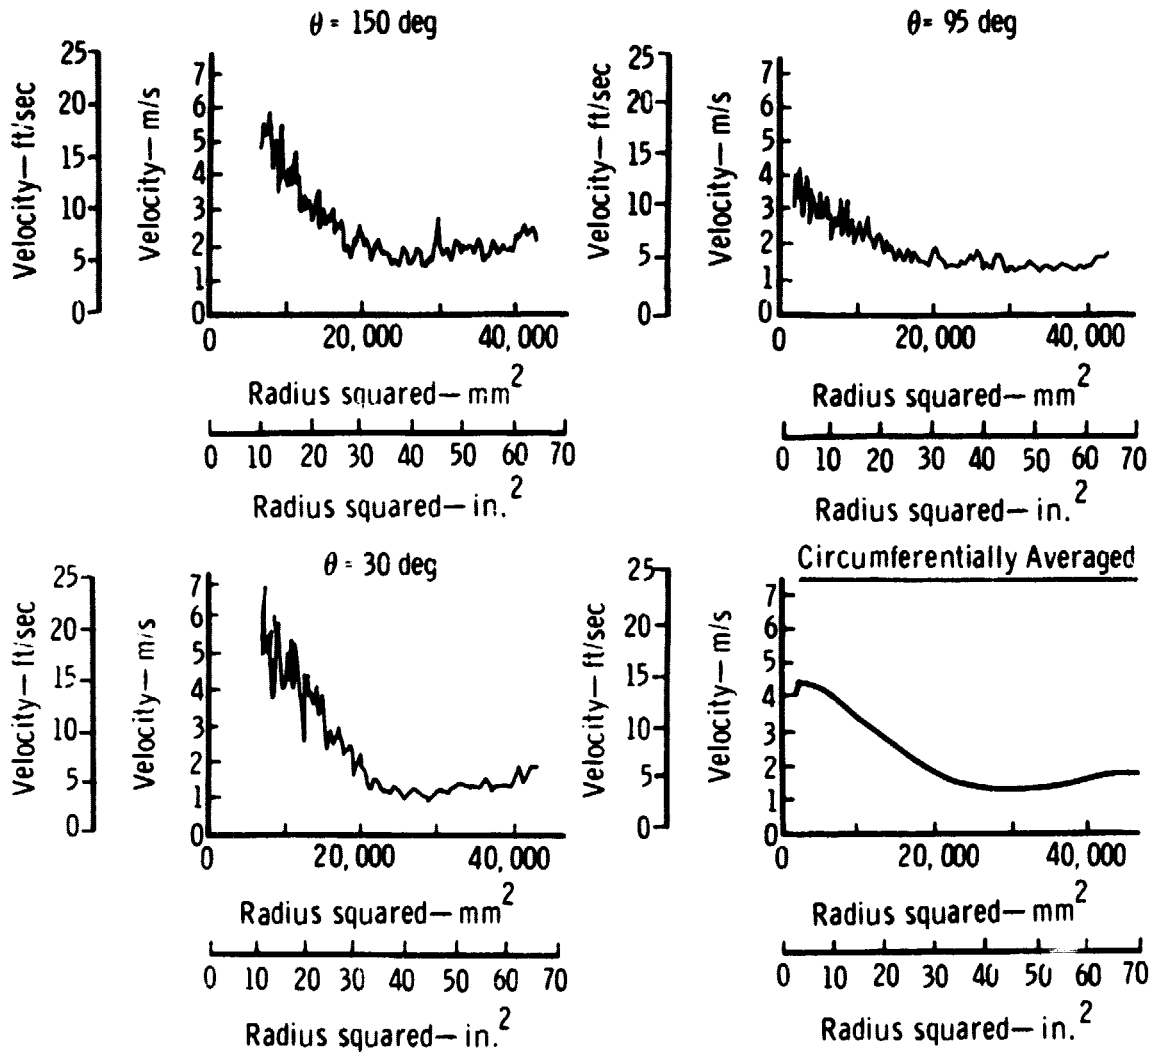 θ = 150 deg
25
20
15
10
5
0
Velocity—ft/sec
7
6
5
4
3
2
1
0
Velocity—m/s
0 20,000 40,000
Radius squared—mm²
0 10 20 30 40 50 60 70
Radius squared—in.²
θ = 95 deg
25
20
15
10
5
0
Velocity—ft/sec
7
6
5
4
3
2
1
0
Velocity—m/s
0 20,000 40,000
Radius squared—mm²
0 10 20 30 40 50 60 70
Radius squared—in.²
θ = 30 deg
25
20
15
10
5
0
Velocity—ft/sec
7
6
5
4
3
2
1
0
Velocity—m/s
0 20,000 40,000
Radius squared—mm²
0 10 20 30 40 50 60 70
Radius squared—in.²
Circumferentially Averaged
25
20
15
10
5
0
Velocity—ft/sec
7
6
5
4
3
2
1
0
Velocity—m/s
0 20,000 40,000
Radius squared—mm²
0 10 20 30 40 50 60 70
Radius squared—in.²